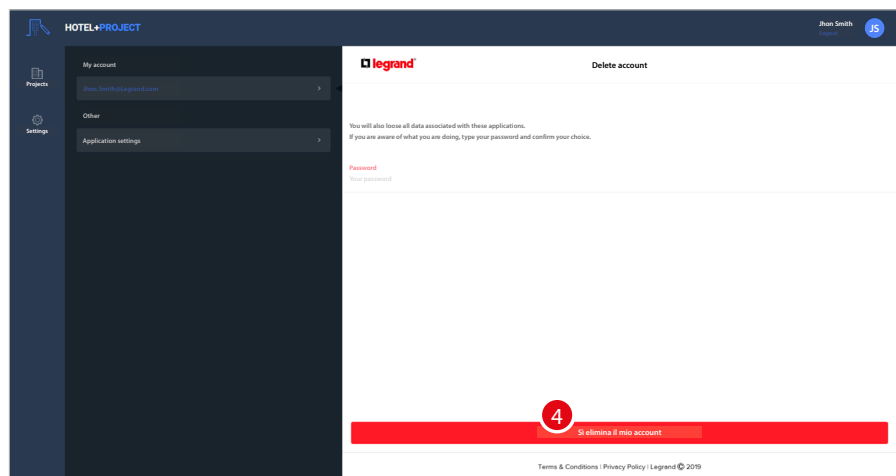 HOTEL+PROJECT
Jhon Smith
Logout
JS
Projects
Settings
My account
Jhon.Smith@Legrand.com
Other
Application settings
legrand
Delete account
You will also loose all data associated with these applications.
If you are aware of what you are doing, type your password and confirm your choice.
Password
Your password
4
Si elimina il mio account
Terms & Conditions | Privacy Policy | Legrand © 2019